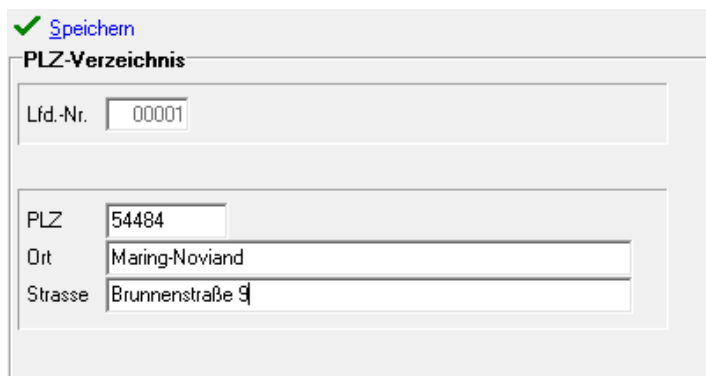 Speichern
PLZ-Verzeichnis
Lfd.-Nr. 00001
PLZ 54484
Ort Maring-Noviand
Strasse Brunnenstraße 9